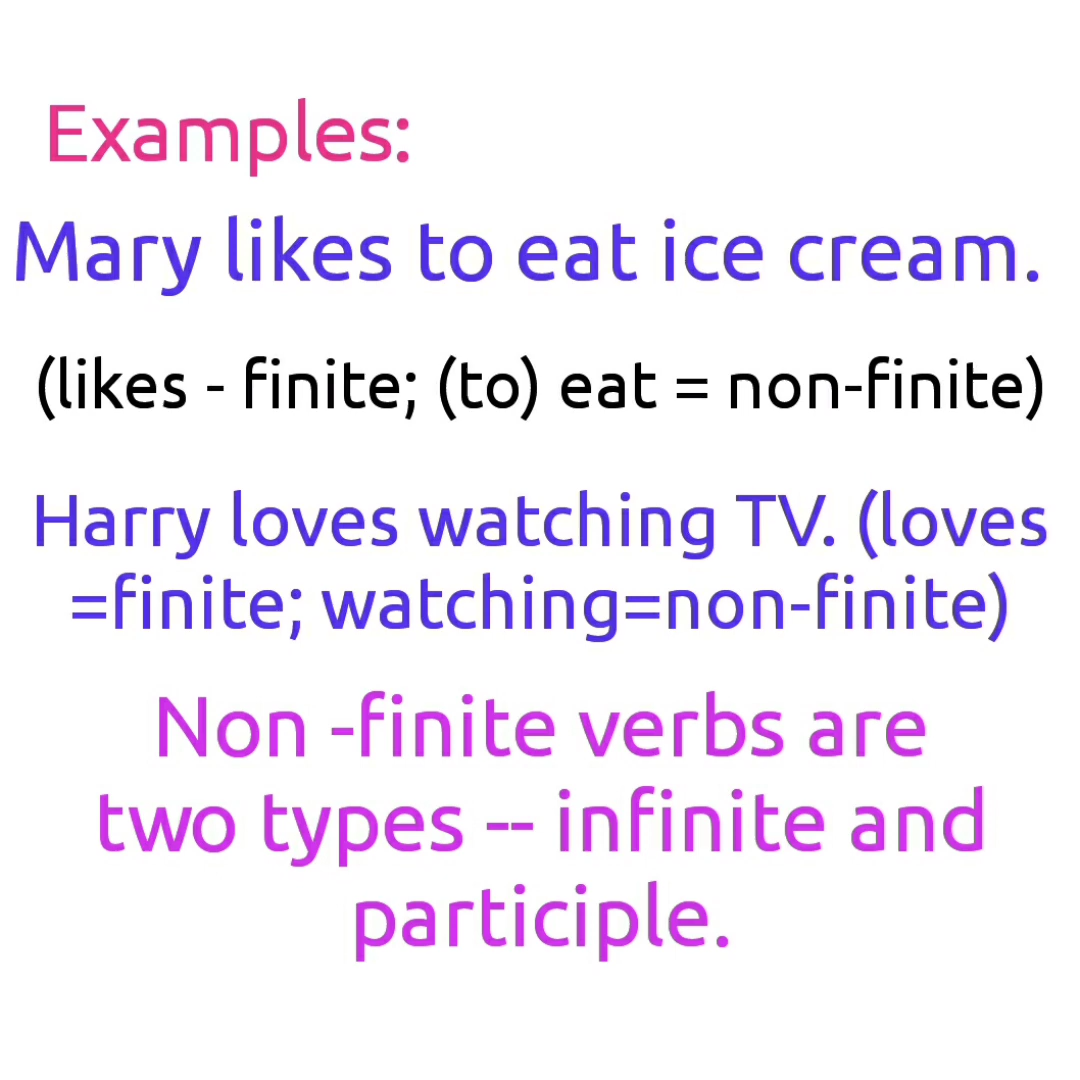 Examples:
Mary likes to eat ice cream.
(likes - finite; (to) eat = non-finite)
Harry loves watching TV. (loves
=finite; watching=non-finite)
Non -finite verbs are
two types -- infinite and
participle.